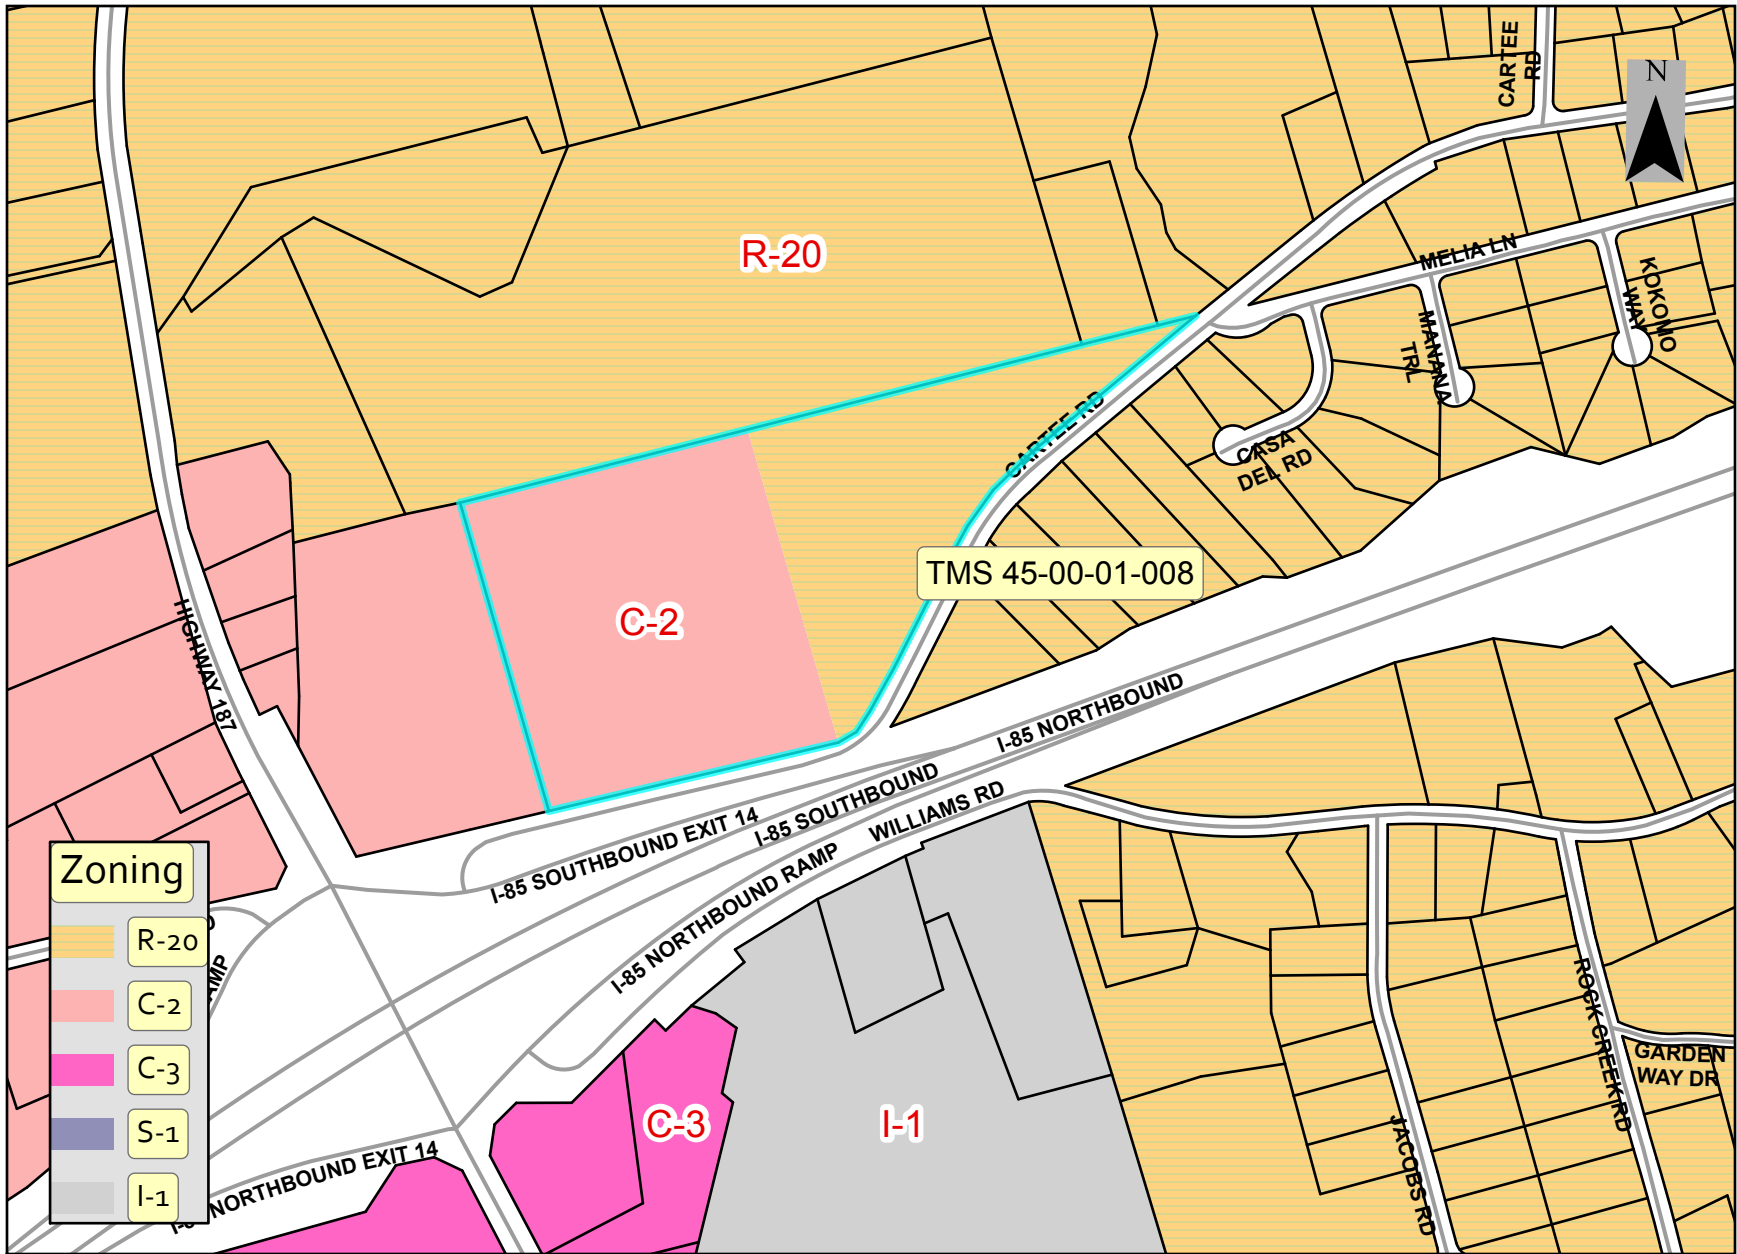 CARTEE
RD
N
R-20
MELIA LN
KOKOMO
WAY
MANANA
TRL
CARTEE RD
CASA
DEL RD
TMS 45-00-01-008
C-2
HIGHWAY 187
I-85 NORTHBOUND
I-85 SOUTHBOUND
WILLIAMS RD
I-85 SOUTHBOUND EXIT 14
I-85 NORTHBOUND RAMP
Zoning
R-20
C-2
C-3
S-1
I-1
NORTHBOUND EXIT 14
C-3
I-1
ROCK CREEK RD
GARDEN
WAY DR
JACOBS RD